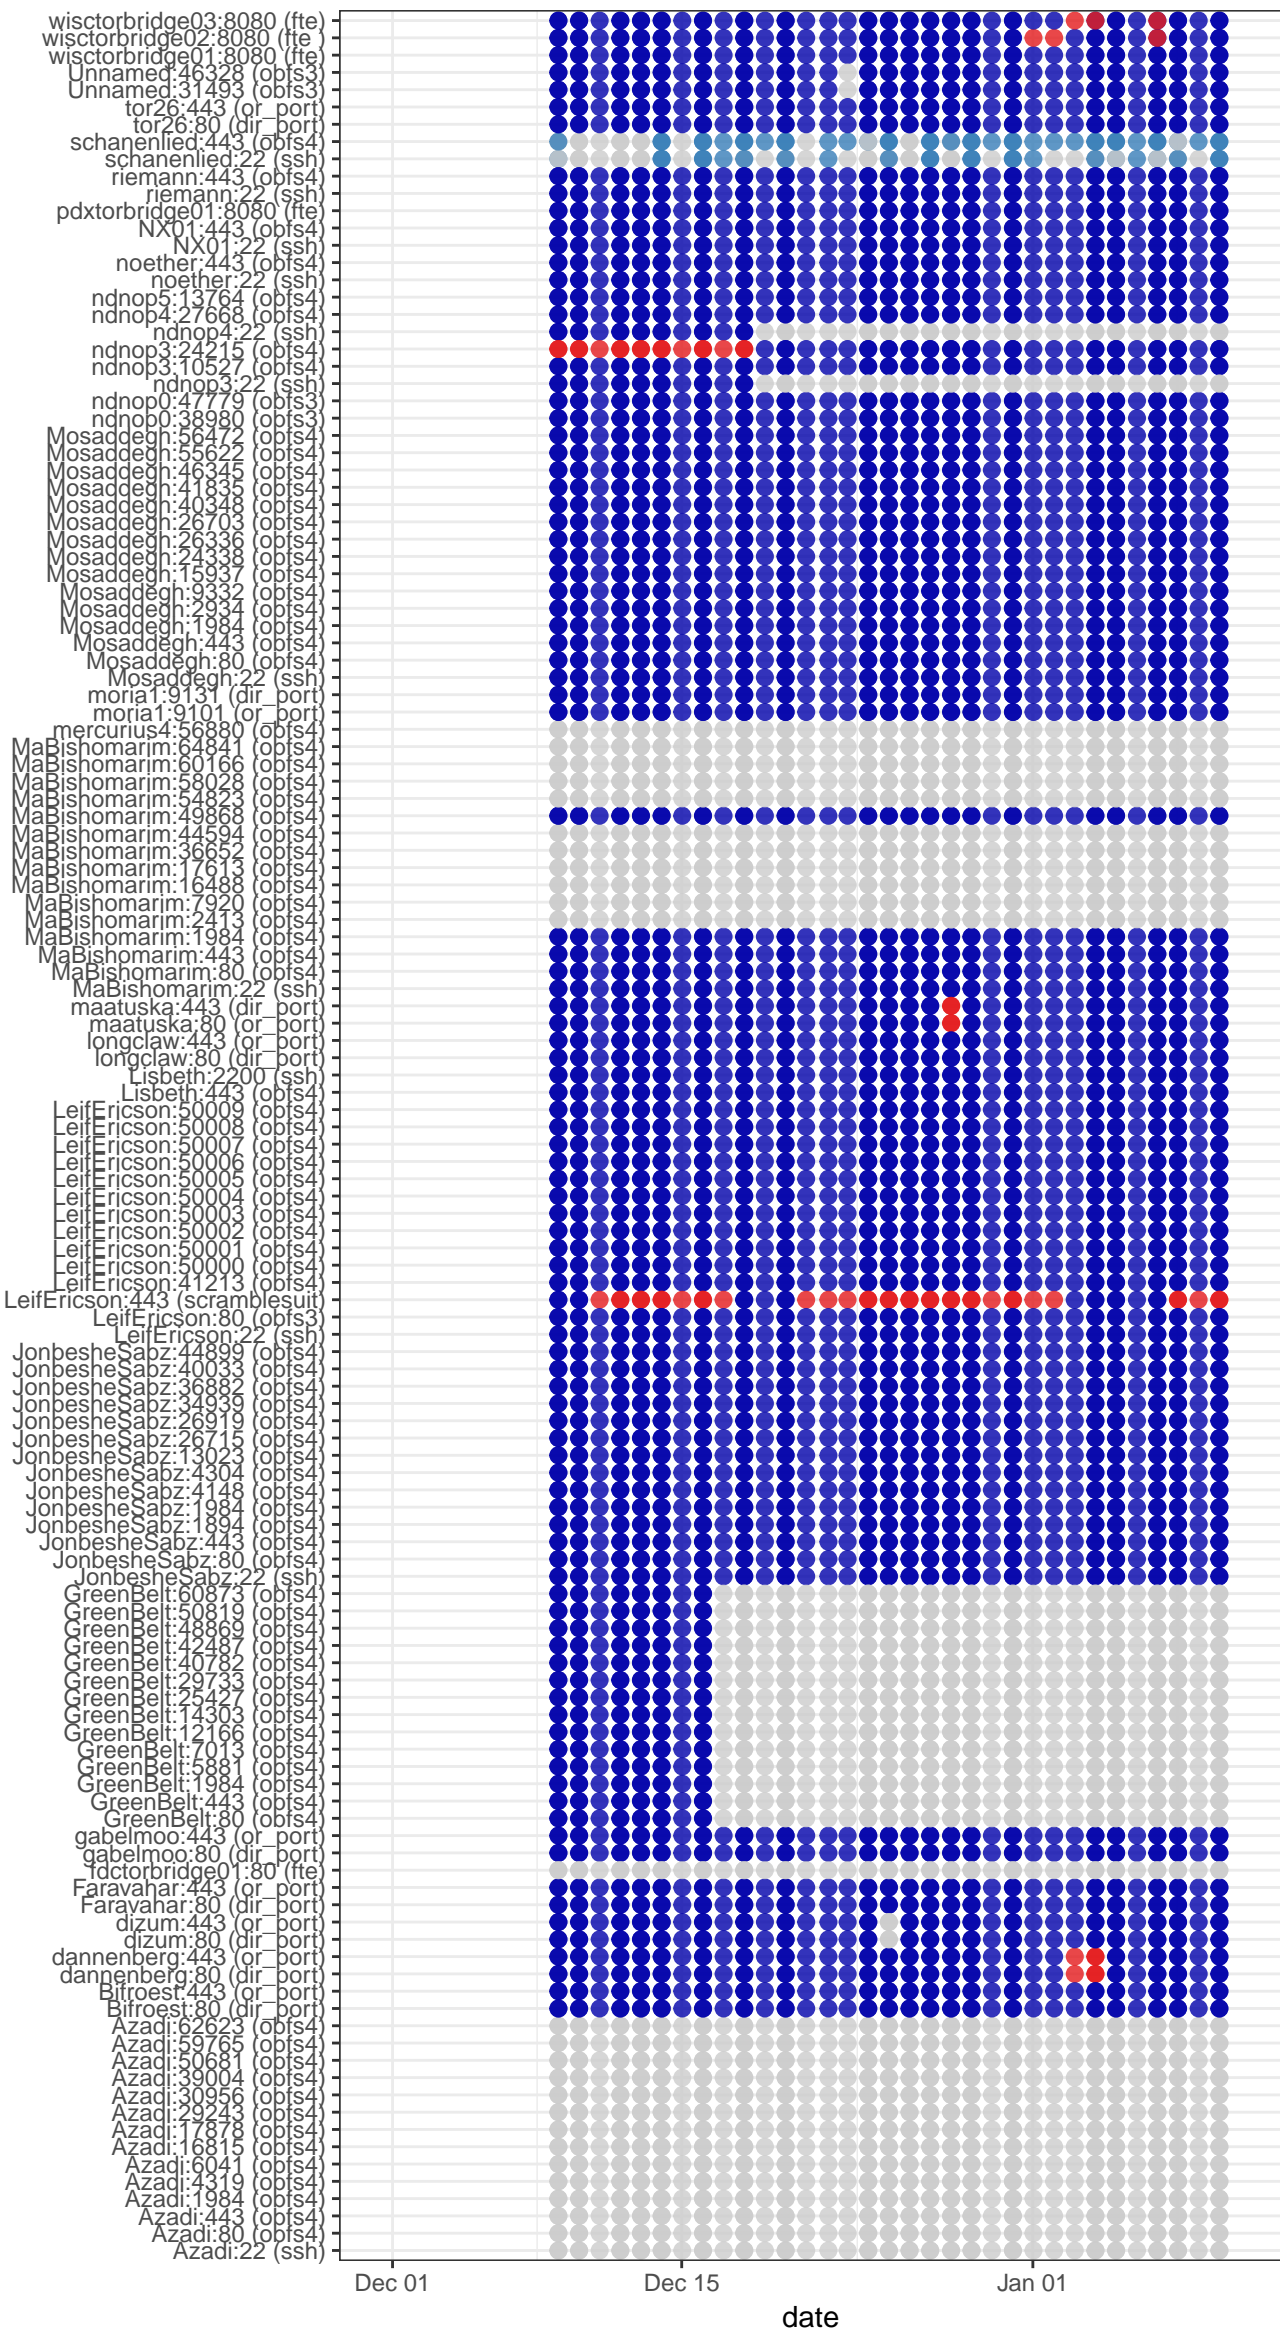 wisctorbridge03:8080 (fte)
wisctorbridge02:8080 (fte )
wisctorbridge01:8080 (fte)
Unnamed:46328 (obfs3)
Unnamed:31493 (obfs3)
tor26:443 (or_port)
tor26:80 (dir_port)
schanenlied:443 (obfs4)
schanenlied:22 (ssh)
riemann:443 (obfs4)
riemann:22 (ssh)
pdxtorbridge01:8080 (fte)
NX01:443 (obfs4)
NX01:22 (ssh)
noether:443 (obfs4)
noether:22 (ssh)
ndnop5:13764 (obfs4)
ndnop4:27668 (obfs4)
ndnop4:22 (ssh)
ndnop3:24215 (obfs4)
ndnop3:10527 (obfs4)
ndnop3:22 (ssh)
ndnop0:47779 (obfs3)
ndnop0:38980 (obfs3)
Mosaddegh:56472 (obfs4)
Mosaddegh:55622 (obfs4)
Mosaddegh:46345 (obfs4)
Mosaddegh:41835 (obfs4)
Mosaddegh:40348 (obfs4)
Mosaddegh:26703 (obfs4)
Mosaddegh:26336 (obfs4)
Mosaddegh:24338 (obfs4)
Mosaddegh:15937 (obfs4)
Mosaddegh:9332 (obfs4)
Mosaddegh:2934 (obfs4)
Mosaddegh:1984 (obfs4)
Mosaddegh:443 (obfs4)
Mosaddegh:80 (obfs4)
Mosaddegh:22 (ssh)
moria1:9131 (dir_port)
moria1:9101 (or_port)
mercurius4:56880 (obfs4)
MaBishomarim:64841 (obfs4)
MaBishomarim:60166 (obfs4)
MaBishomarim:58028 (obfs4)
MaBishomarim:54823 (obfs4)
MaBishomarim:49868 (obfs4)
MaBishomarim:44594 (obfs4)
MaBishomarim:36652 (obfs4)
MaBishomarim:17613 (obfs4)
MaBishomarim:16488 (obfs4)
MaBishomarim:7920 (obfs4)
MaBishomarim:2413 (obfs4)
MaBishomarim:1984 (obfs4)
MaBishomarim:443 (obfs4)
MaBishomarim:80 (obfs4)
MaBishomarim:22 (ssh)
maatuska:443 (dir_port)
maatuska:80 (or_port)
longclaw:443 (or_port)
longclaw:80 (dir_port)
Lisbeth:2200 (ssh)
Lisbeth:443 (obfs4)
LeifEricson:50009 (obfs4)
LeifEricson:50008 (obfs4)
LeifEricson:50007 (obfs4)
LeifEricson:50006 (obfs4)
LeifEricson:50005 (obfs4)
LeifEricson:50004 (obfs4)
LeifEricson:50003 (obfs4)
LeifEricson:50002 (obfs4)
LeifEricson:50001 (obfs4)
LeifEricson:50000 (obfs4)
LeifEricson:41213 (obfs4)
LeifEricson:443 (scramblesuit)
LeifEricson:80 (obfs3)
LeifEricson:22 (ssh)
JonbesheSabz:44899 (obfs4)
JonbesheSabz:40033 (obfs4)
JonbesheSabz:36882 (obfs4)
JonbesheSabz:34939 (obfs4)
JonbesheSabz:26919 (obfs4)
JonbesheSabz:26715 (obfs4)
JonbesheSabz:13023 (obfs4)
JonbesheSabz:4304 (obfs4)
JonbesheSabz:4148 (obfs4)
JonbesheSabz:1984 (obfs4)
JonbesheSabz:1894 (obfs4)
JonbesheSabz:443 (obfs4)
JonbesheSabz:80 (obfs4)
JonbesheSabz:22 (ssh)
GreenBelt:60873 (obfs4)
GreenBelt:50819 (obfs4)
GreenBelt:48869 (obfs4)
GreenBelt:42487 (obfs4)
GreenBelt:40782 (obfs4)
GreenBelt:29733 (obfs4)
GreenBelt:25427 (obfs4)
GreenBelt:14303 (obfs4)
GreenBelt:12166 (obfs4)
GreenBelt:7013 (obfs4)
GreenBelt:5881 (obfs4)
GreenBelt:1984 (obfs4)
GreenBelt:443 (obfs4)
GreenBelt:80 (obfs4)
gabelmoo:443 (or_port)
gabelmoo:80 (dir_port)
fdctorbridge01:80 (fte)
Faravahar:443 (or_port)
Faravahar:80 (dir_port)
dizum:443 (or_port)
dizum:80 (dir_port)
dannenberg:443 (or_port)
dannenberg:80 (dir_port)
Bifroest:443 (or_port)
Bifroest:80 (dir_port)
Azadi:62623 (obfs4)
Azadi:59765 (obfs4)
Azadi:50681 (obfs4)
Azadi:39004 (obfs4)
Azadi:30956 (obfs4)
Azadi:29243 (obfs4)
Azadi:17878 (obfs4)
Azadi:16815 (obfs4)
Azadi:6041 (obfs4)
Azadi:4319 (obfs4)
Azadi:1984 (obfs4)
Azadi:443 (obfs4)
Azadi:80 (obfs4)
Azadi:22 (ssh)
Dec 01 Dec 15 Jan 01
date